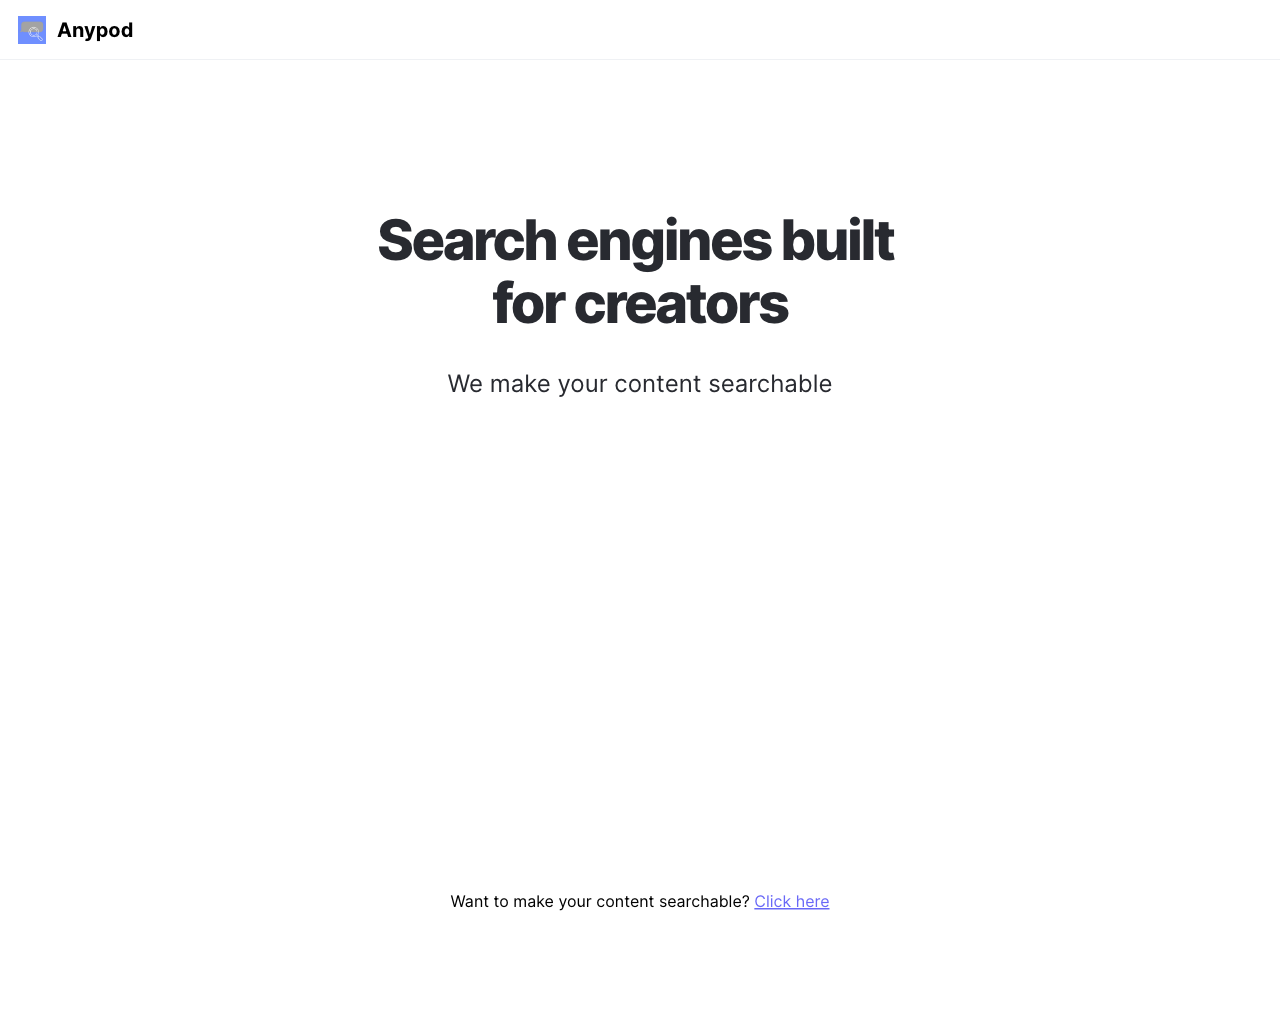 Anypod
Search engines built
for creators
We make your content searchable
Want to make your content searchable? Click here